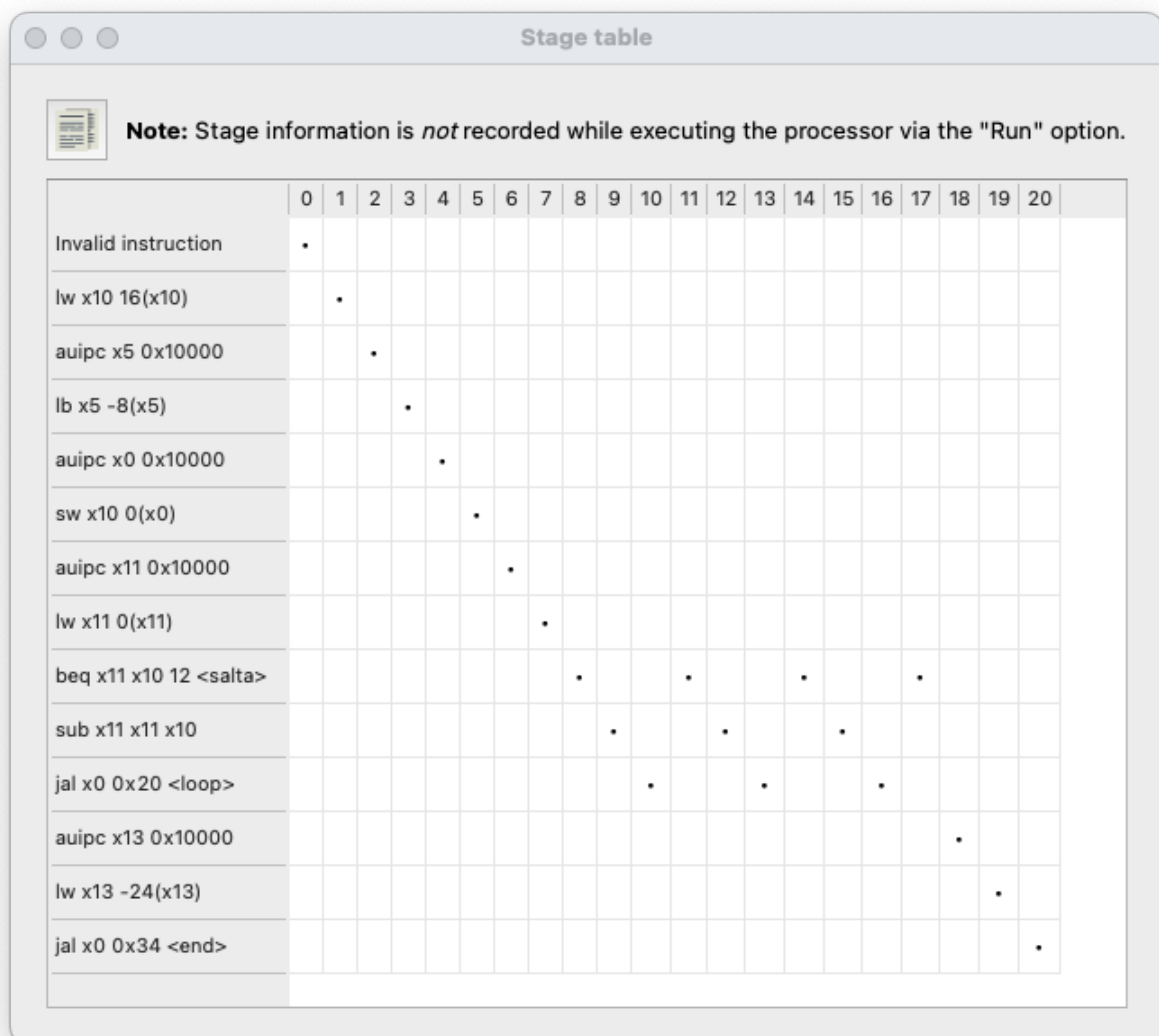 Stage table
Note: Stage information is not recorded while executing the processor via the "Run" option.
0 1 2 3 4 5 6 7 8 9 10 11 12 13 14 15 16 17 18 19 20
Invalid instruction
lw x10 16(x10)
auipc x5 0x10000
lb x5 -8(x5)
auipc x0 0x10000
sw x10 0(x0)
auipc x11 0x10000
lw x11 0(x11)
beq x11 x10 12 <salta>
sub x11 x11 x10
jal x0 0x20 <loop>
auipc x13 0x10000
lw x13 -24(x13)
jal x0 0x34 <end>